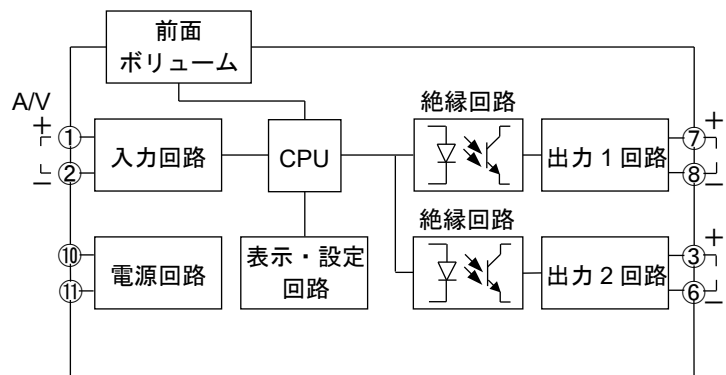 前面
ボリューム
A/V
+
①
−
②
入力回路
CPU
絶縁回路
出力 1 回路
+
⑦
⑧
−
⑩
⑪
電源回路
表示・設定
回路
絶縁回路
出力 2 回路
+
③
⑥
−